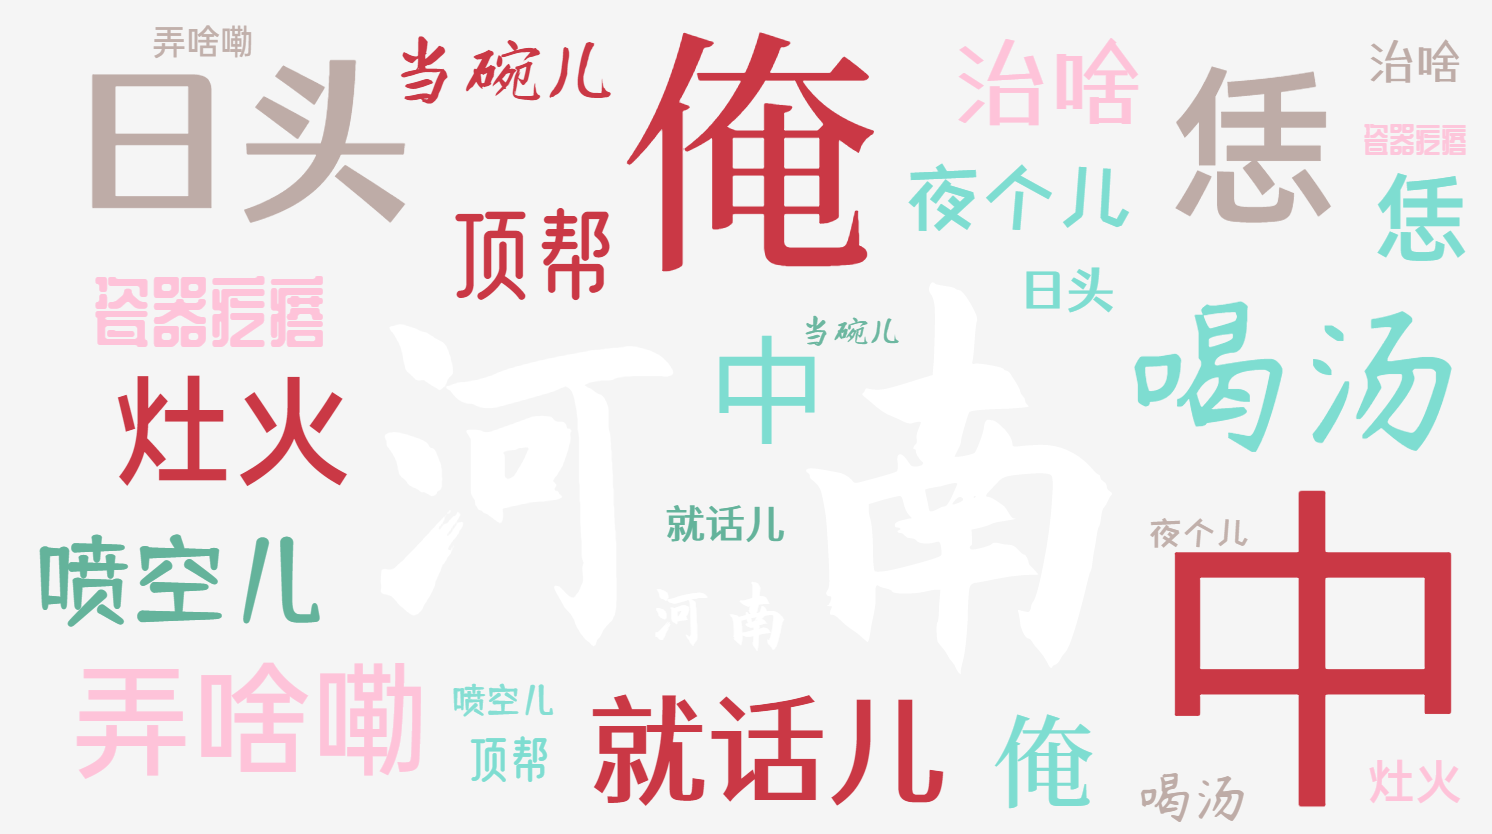 弄啥嘞
日头
当碗儿
俺
治啥
恁
治啥
瓷器疙瘩
夜个儿
恁
顶帮
日头
瓷器疙瘩
当碗儿
中
喝汤
灶火
河南
就话儿
夜个儿
中
喷空儿
河南
弄啥嘞
喷空儿
顶帮
就话儿
俺
喝汤
灶火